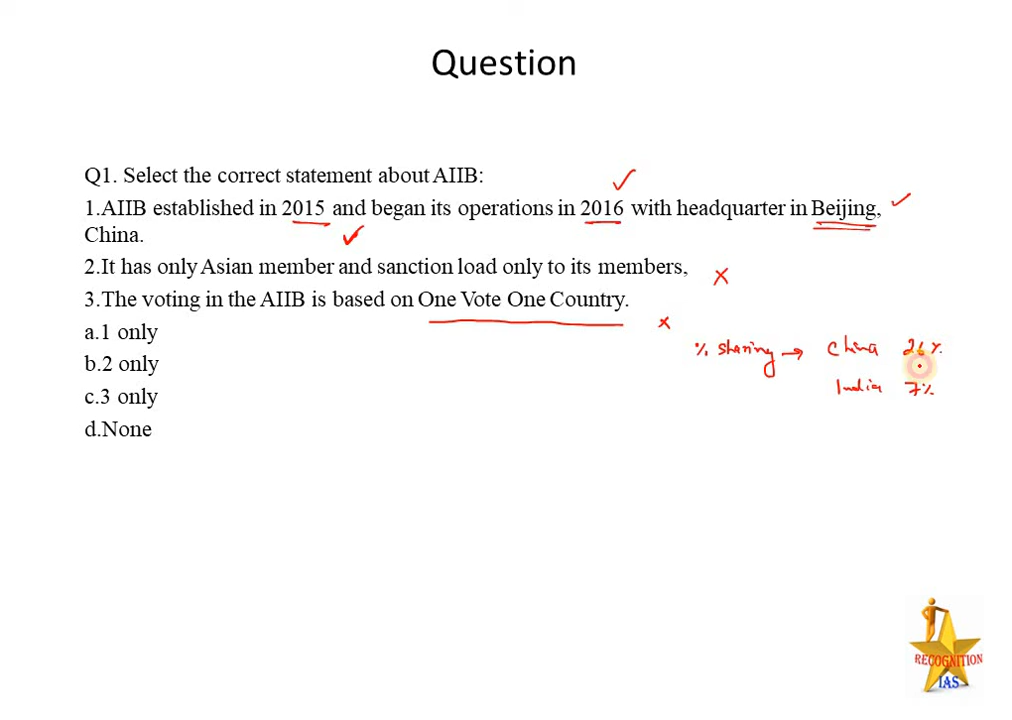 Question
Q1. Select the correct statement about AIIB:
1.AIIB established in 2015 and began its operations in 2016 with headquarter in Beijing,
China.
2.It has only Asian member and sanction load only to its members,
3.The voting in the AIIB is based on One Vote One Country.
a.1 only
% sharing → China 26%
b.2 only
India 7%
c.3 only
d.None
RECOGNITION
IAS